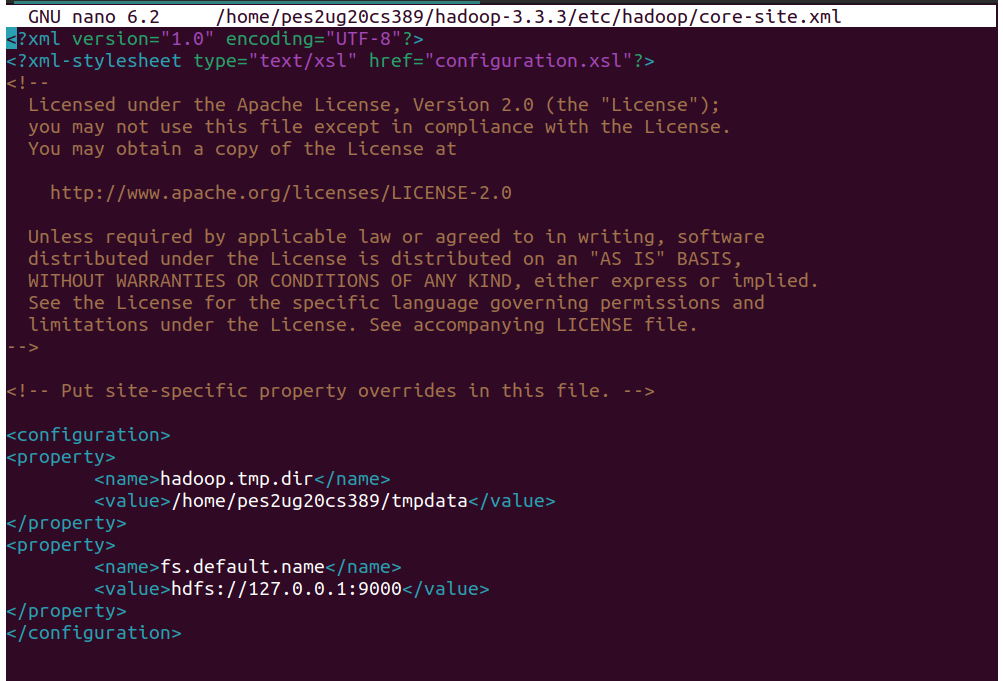 GNU nano 6.2 /home/pes2ug20cs389/hadoop-3.3.3/etc/hadoop/core-site.xml
<?xml version="1.0" encoding="UTF-8"?>
<?xml-stylesheet type="text/xsl" href="configuration.xsl"?>
<!--
Licensed under the Apache License, Version 2.0 (the "License");
you may not use this file except in compliance with the License.
You may obtain a copy of the License at
http://www.apache.org/licenses/LICENSE-2.0
Unless required by applicable law or agreed to in writing, software
distributed under the License is distributed on an "AS IS" BASIS,
WITHOUT WARRANTIES OR CONDITIONS OF ANY KIND, either express or implied.
See the License for the specific language governing permissions and
limitations under the License. See accompanying LICENSE file.
-->
<!-- Put site-specific property overrides in this file. -->
<configuration>
<property>
<name>hadoop.tmp.dir</name>
<value>/home/pes2ug20cs389/tmpdata</value>
</property>
<property>
<name>fs.default.name</name>
<value>hdfs://127.0.0.1:9000</value>
</property>
</configuration>